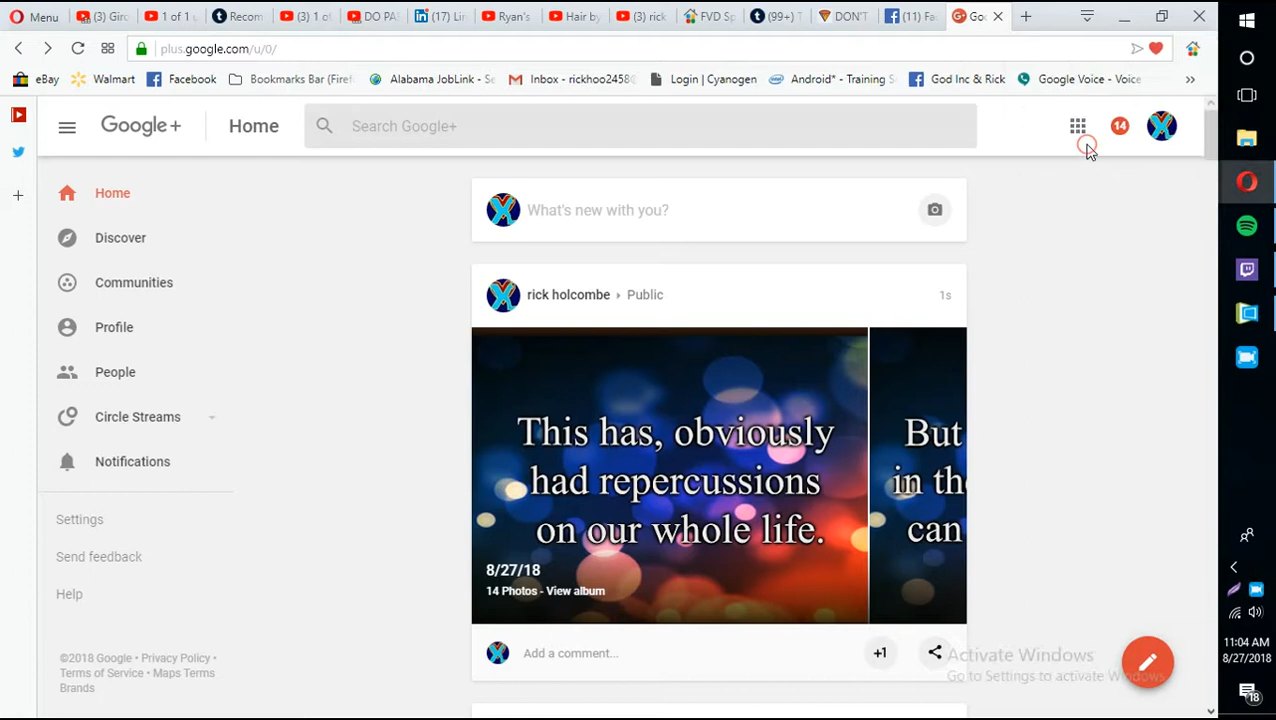 Menu
(3) Giro
1 of 1 u
Recom
(3) 1 o
DO PA
(17) Lin
Ryan's
Hair by
(3) rick
FVD Sp
(99+) T
DON'T
(11) Fa
Goo
plus.google.com/u/0/
eBay
Walmart
Facebook
Bookmarks Bar (Firef
Alabama JobLink - Se
Inbox - rickhoo2458
Login | Cyanogen
Android* - Training S
God Inc & Rick
Google Voice - Voice
Google+
Home
Search Google+
14
Home
Discover
Communities
Profile
People
Circle Streams
Notifications
Settings
Send feedback
Help
©2018 Google • Privacy Policy •
Terms of Service • Maps Terms
Brands
What's new with you?
rick holcombe
Public
1s
This has, obviously
had repercussions
on our whole life.
8/27/18
14 Photos - View album
But
in th
can
Add a comment...
+1
Activate Windows
Go to Settings to activate Windows.
11:04 AM
8/27/2018
18